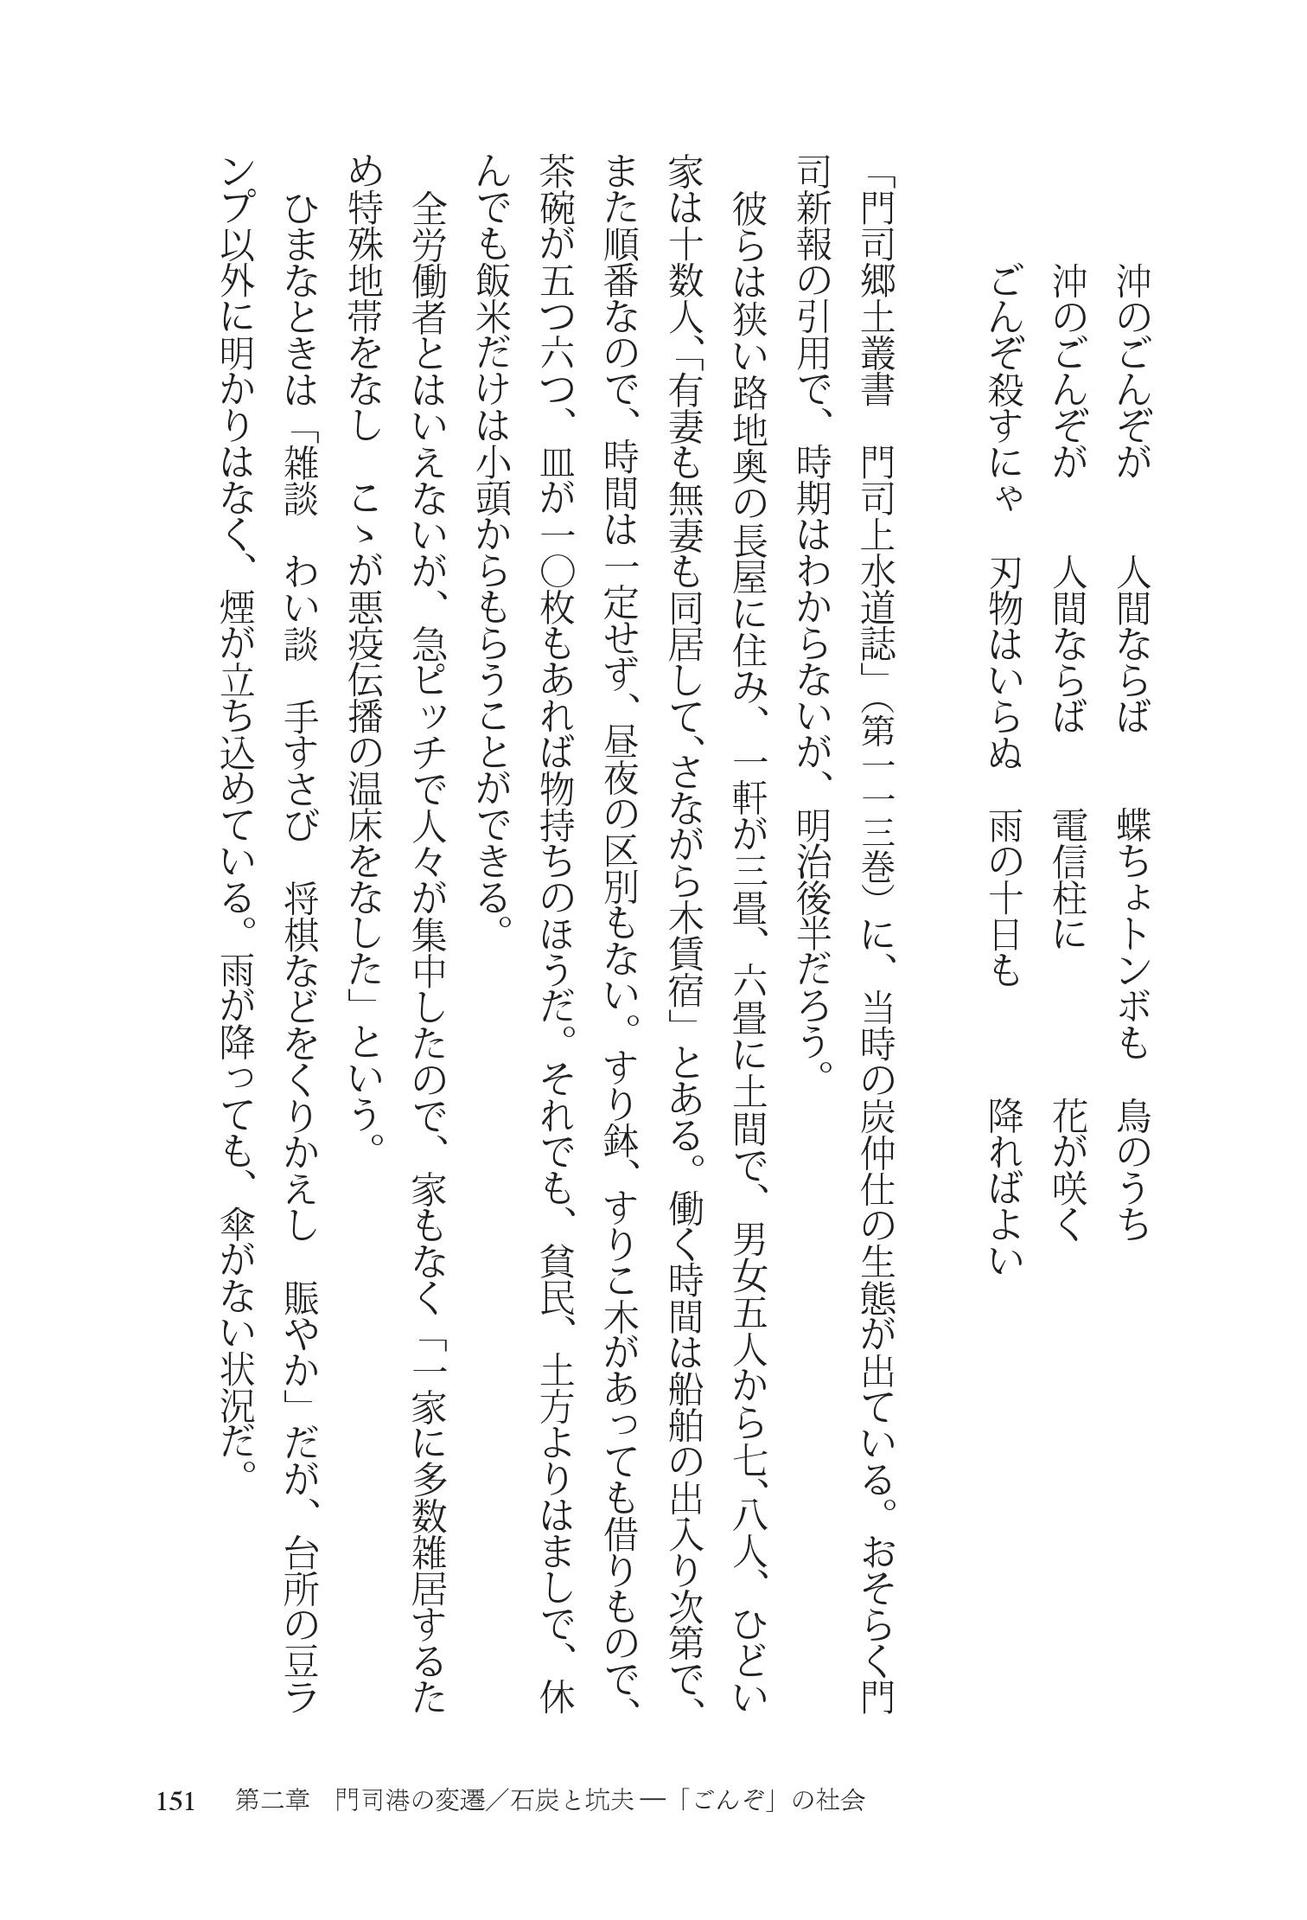 沖のごんぞが　人間ならば　蝶ちょトンボも　鳥のうち
沖のごんぞが　人間ならば　電信柱に　花が咲く
ごんぞ殺すにゃ　刃物はいらぬ　雨の十日も　降ればよい
「門司郷土叢書　門司上水道誌」（第一一三巻）に、当時の炭仲仕の生態が出ている。おそらく門
司新報の引用で、時期はわからないが、明治後半だろう。
彼らは狭い路地奥の長屋に住み、一軒が三畳、六畳に土間で、男女五人から七、八人、ひどい
家は十数人、「有妻も無妻も同居して、さながら木賃宿」とある。働く時間は船舶の出入り次第で、
また順番なので、時間は一定せず、昼夜の区別もない。すり鉢、すりこ木があっても借りもので、
茶碗が五つ六つ、皿が一〇枚もあれば物持ちのほうだ。それでも、貧民、土方よりはましで、休
んでも飯米だけは小頭からもらうことができる。
全労働者とはいえないが、急ピッチで人々が集中したので、家もなく「一家に多数雑居するた
め特殊地帯をなし　こゝが悪疫伝播の温床をなした」という。
ひまなときは「雑談　わい談　手すさび　将棋などをくりかえし　賑やか」だが、台所の豆ラ
ンプ以外に明かりはなく、煙が立ち込めている。雨が降っても、傘がない状況だ。
151　第二章　門司港の変遷／石炭と坑夫―「ごんぞ」の社会